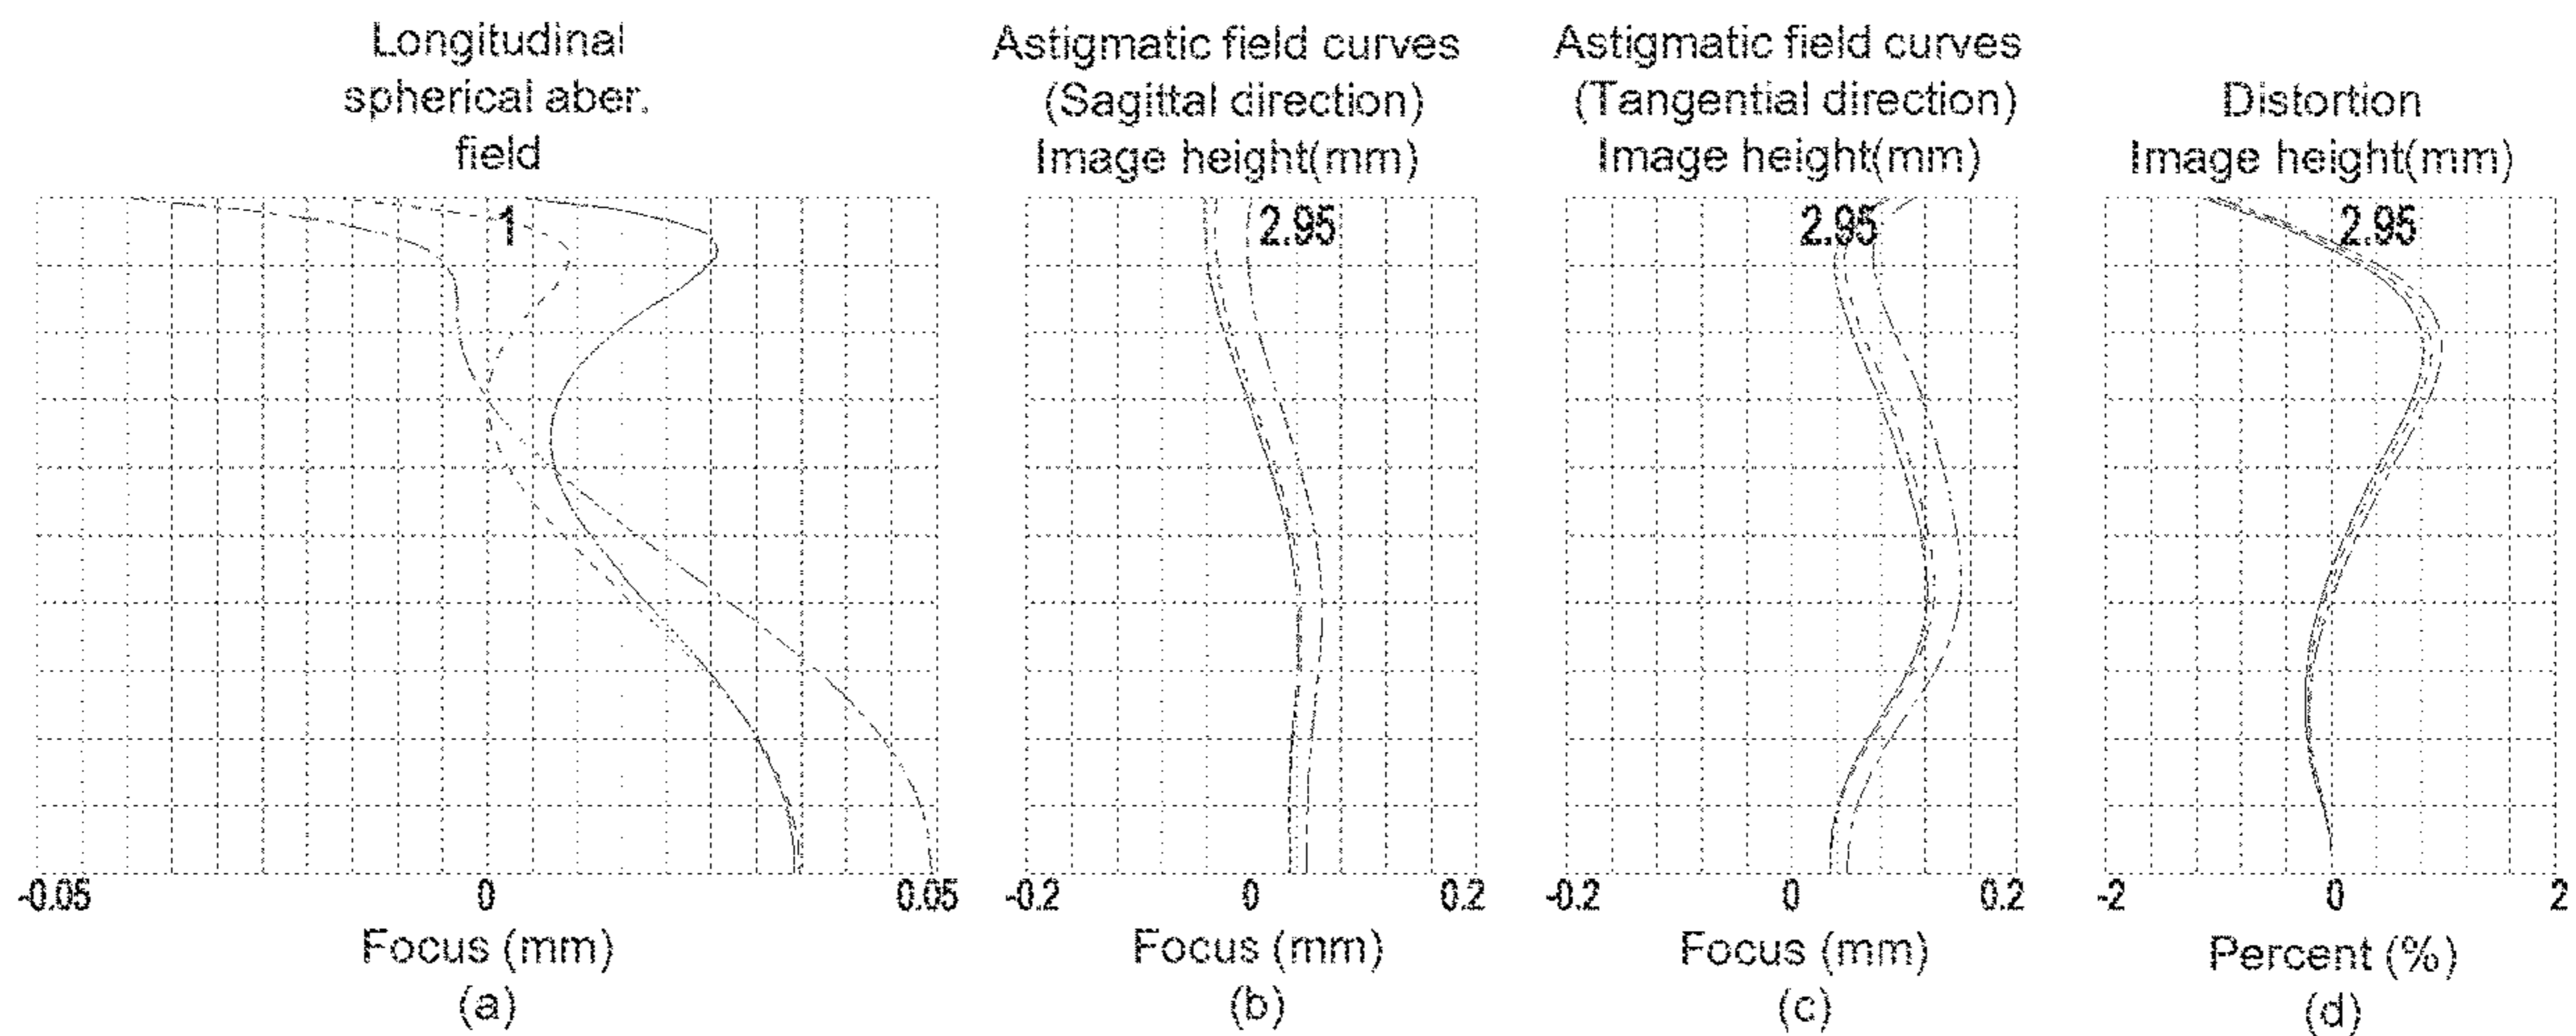 Longitudinal
spherical aber.
field
1
-0.05 0 0.05
Focus (mm)
(a)
Astigmatic field curves
(Sagittal direction)
Image height(mm)
2.95
-0.2 0 0.2
Focus (mm)
(b)
Astigmatic field curves
(Tangential direction)
Image height(mm)
2.95
-0.2 0 0.2
Focus (mm)
(c)
Distortion
Image height(mm)
2.95
-2 0 2
Percent (%)
(d)